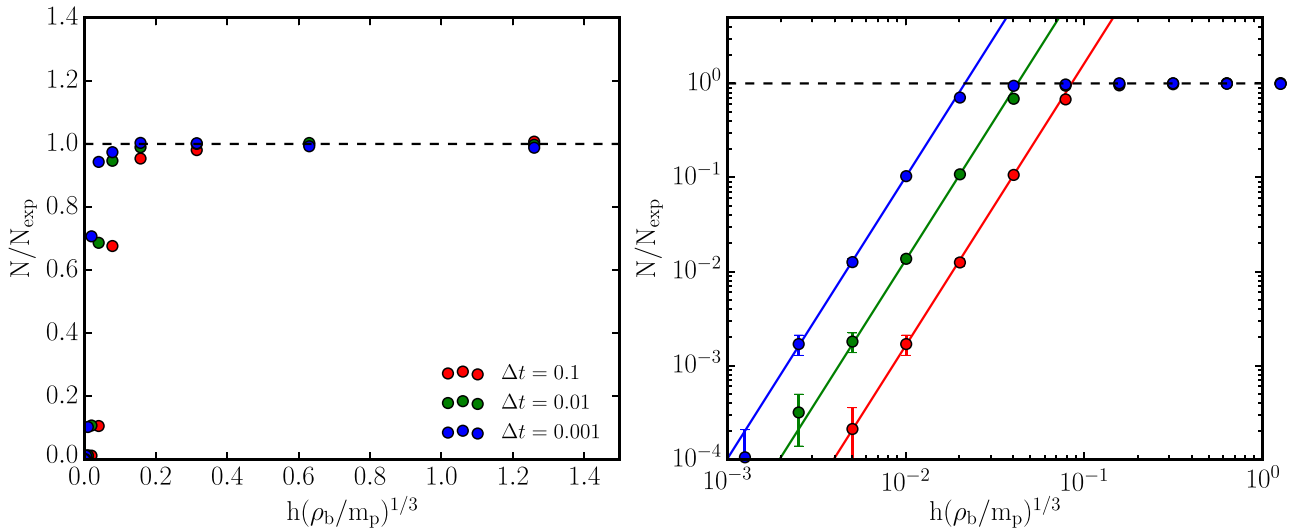 1.4
1.2
1.0
0.8
0.6
0.4
0.2
0.0
0.0 0.2 0.4 0.6 0.8 1.0 1.2 1.4
N/N_exp
h(ρ_b/m_p)^{1/3}
Δt = 0.1
Δt = 0.01
Δt = 0.001
10^0
10^{-1}
10^{-2}
10^{-3}
10^{-4}
10^{-3} 10^{-2} 10^{-1} 10^0
N/N_exp
h(ρ_b/m_p)^{1/3}